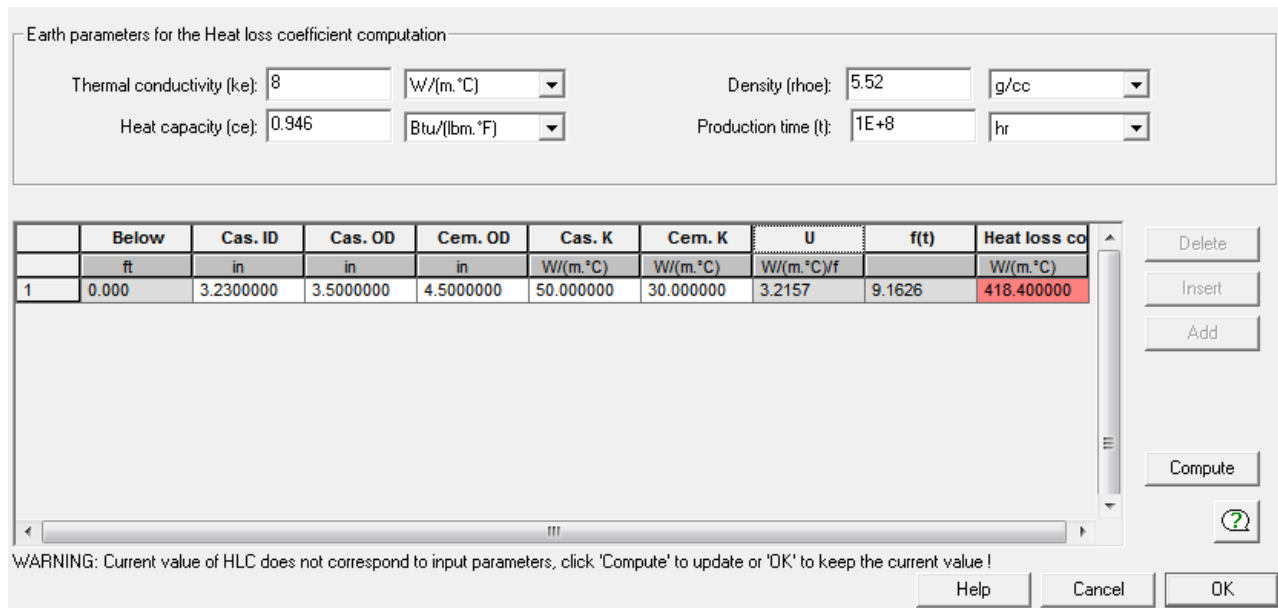 Earth parameters for the Heat loss coefficient computation
Thermal conductivity (ke): 8 W/(m.°C) Density (rhoe): 5.52 g/cc
Heat capacity (ce): 0.946 Btu/(lbm.°F) Production time (t): 1E+8 hr
Below Cas. ID Cas. OD Cem. OD Cas. K Cem. K U f(t) Heat loss co
ft in in in W/(m.°C) W/(m.°C) W/(m.°C)/f W/(m.°C)
1 0.000 3.2300000 3.5000000 4.5000000 50.000000 30.000000 3.2157 9.1626 418.400000
Delete
Insert
Add
Compute
WARNING: Current value of HLC does not correspond to input parameters, click 'Compute' to update or 'OK' to keep the current value !
Help Cancel OK